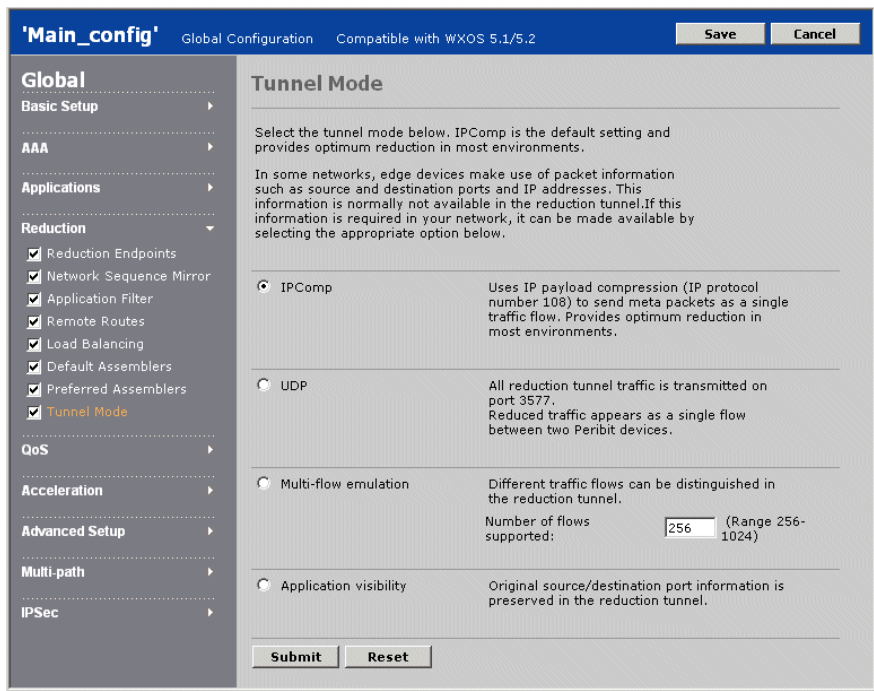 'Main_config' Global Configuration Compatible with WXOS 5.1/5.2 Save Cancel
Global
Basic Setup
AAA
Applications
Reduction
Reduction Endpoints
Network Sequence Mirror
Application Filter
Remote Routes
Load Balancing
Default Assemblers
Preferred Assemblers
Tunnel Mode
QoS
Acceleration
Advanced Setup
Multi-path
IPSec
Tunnel Mode
Select the tunnel mode below. IPComp is the default setting and
provides optimum reduction in most environments.
In some networks, edge devices make use of packet information
such as source and destination ports and IP addresses. This
information is normally not available in the reduction tunnel.If this
information is required in your network, it can be made available by
selecting the appropriate option below.
IPComp
Uses IP payload compression (IP protocol
number 108) to send meta packets as a single
traffic flow. Provides optimum reduction in
most environments.
UDP
All reduction tunnel traffic is transmitted on
port 3577.
Reduced traffic appears as a single flow
between two Peribit devices.
Multi-flow emulation
Different traffic flows can be distinguished in
the reduction tunnel.
Number of flows
supported:
256
(Range 256-
1024)
Application visibility
Original source/destination port information is
preserved in the reduction tunnel.
Submit Reset